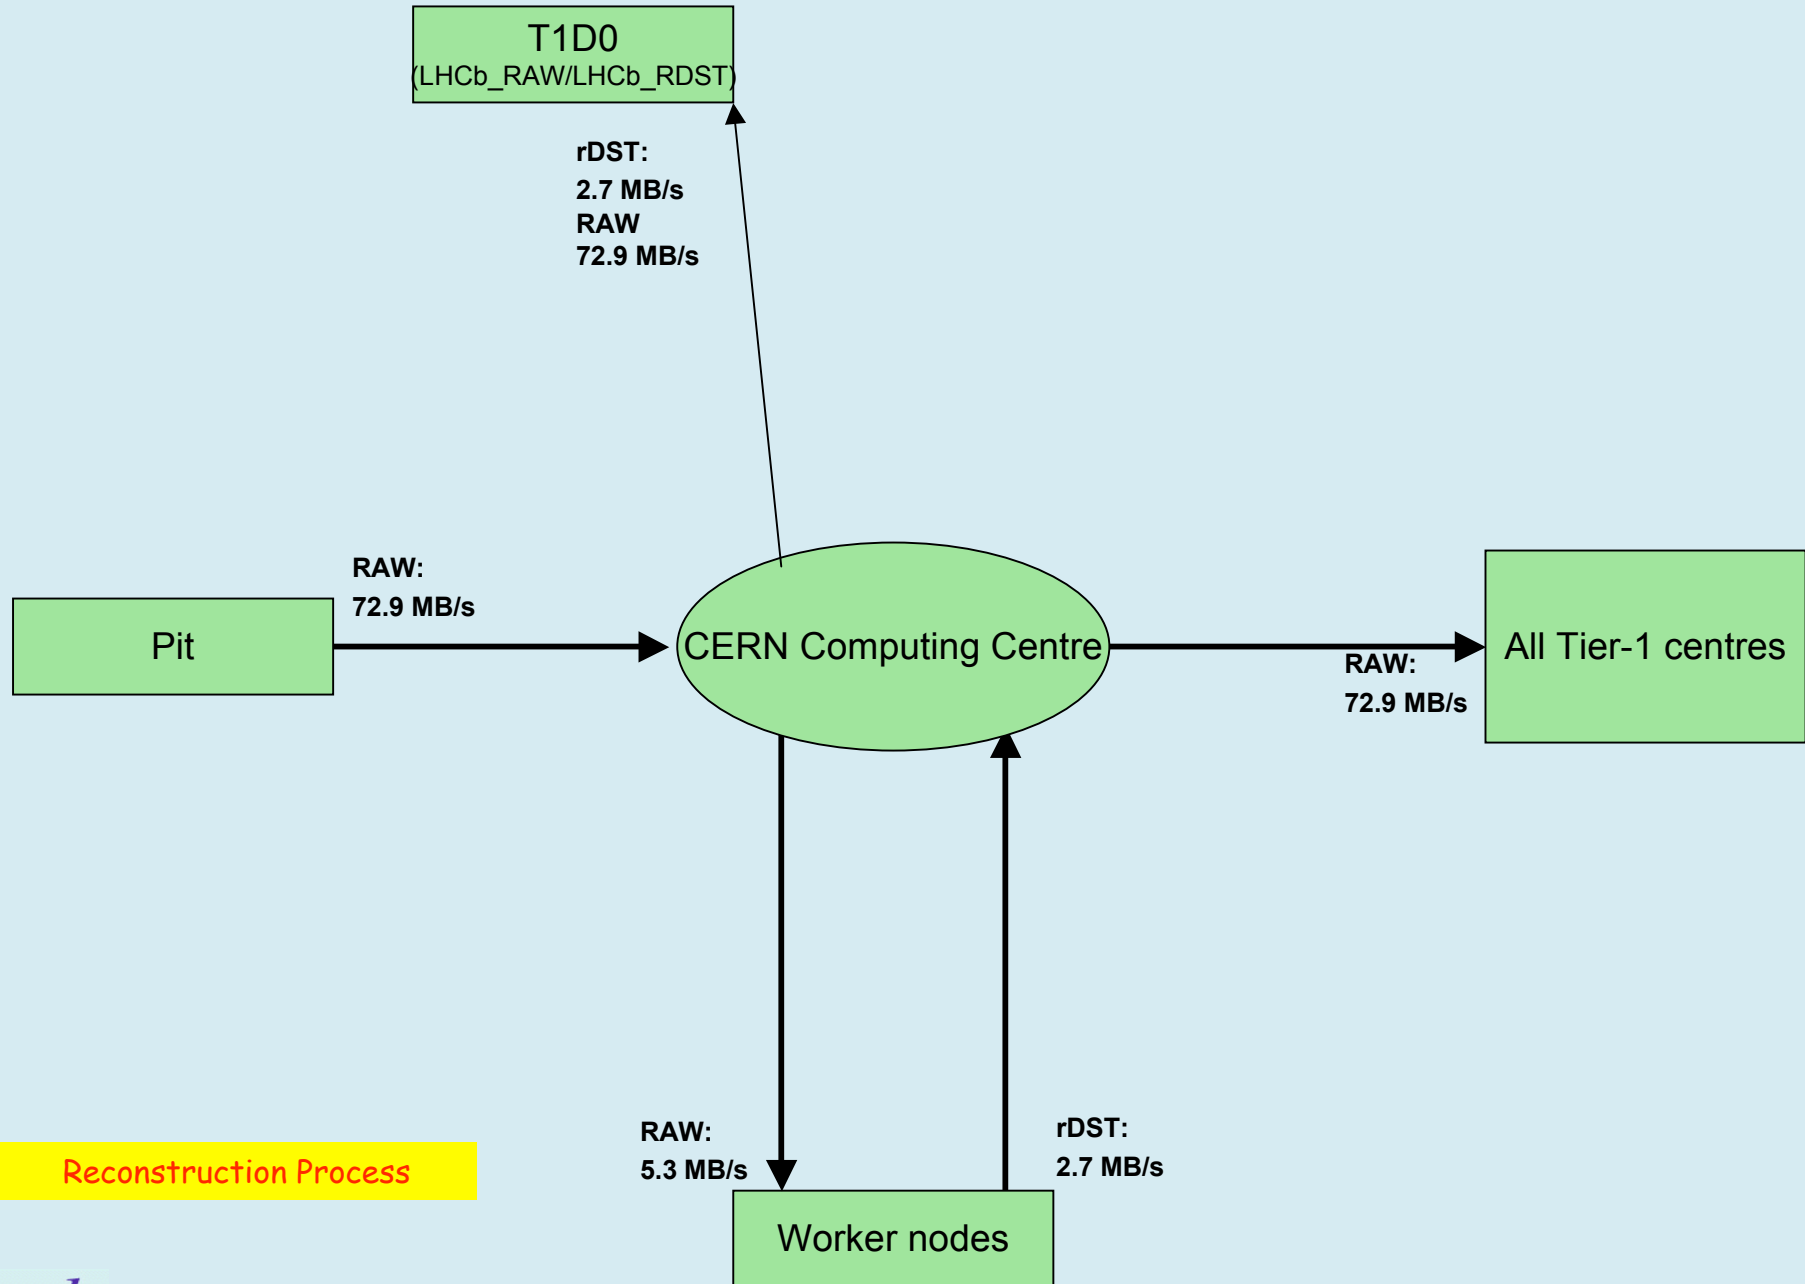 T1D0
(LHCb_RAW/LHCb_RDST)
rDST:
2.7 MB/s
RAW
72.9 MB/s
RAW:
72.9 MB/s
Pit
CERN Computing Centre
All Tier-1 centres
RAW:
72.9 MB/s
RAW:
5.3 MB/s
rDST:
2.7 MB/s
Reconstruction Process
Worker nodes